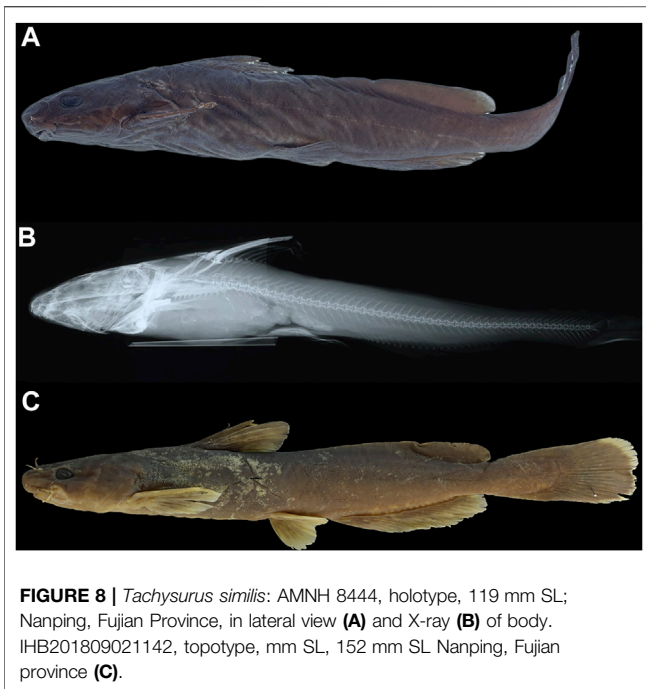 A
B
C
FIGURE 8 | Tachysurus similis: AMNH 8444, holotype, 119 mm SL;
Nanping, Fujian Province, in lateral view (A) and X-ray (B) of body.
IHB201809021142, topotype, mm SL, 152 mm SL Nanping, Fujian
province (C).